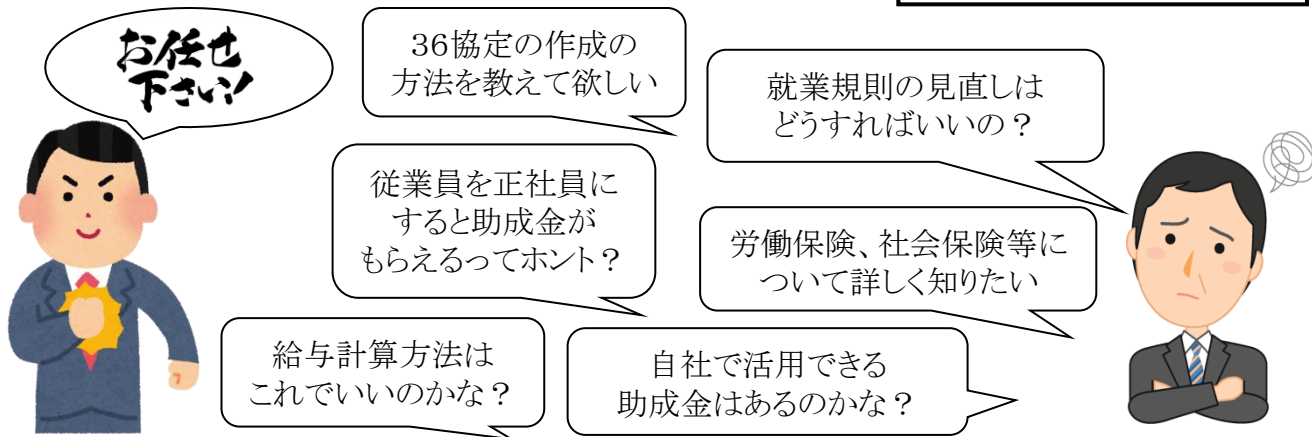 お任せ
下さい！
３６協定の作成の
方法を教えて欲しい
就業規則の見直しは
どうすればいいの？
従業員を正社員に
すると助成金が
もらえるってホント？
労働保険、社会保険等に
ついて詳しく知りたい
給与計算方法は
これでいいのかな？
自社で活用できる
助成金はあるのかな？